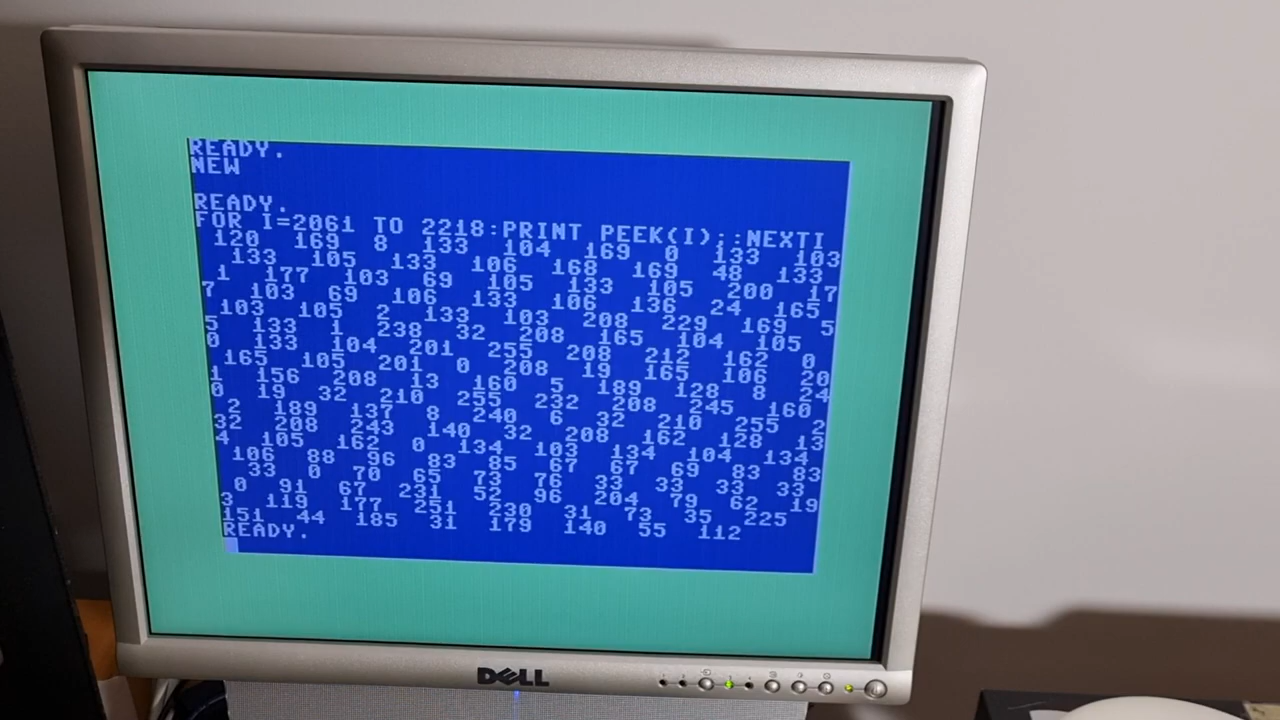 READY.
NEW
READY.
FOR I=2061 TO 2218:PRINT PEEK(I);:NEXTI
120 169 8 133 104 169 0 133 103
133 105 133 106 168 169 48 133
1 177 103 69 105 133 105 200 17
7 103 69 106 133 106 136 24 165
103 105 2 133 103 208 229 169 5
5 133 1 238 32 208 165 104 105
0 133 104 201 255 208 212 162 0
165 105 201 0 208 19 165 106 20
1 156 208 13 160 5 189 128 8 24
0 19 32 210 255 232 208 245 160
2 189 137 8 240 6 32 210 255 2
32 208 243 140 32 208 162 128 13
4 105 162 0 134 103 134 104 134
106 88 96 83 85 67 67 69 83 83
33 0 70 65 73 76 33 33 33 33
0 91 67 231 52 96 204 79 62 19
3 119 177 251 230 31 73 35 225
151 44 185 31 179 140 55 112
READY.
DELL